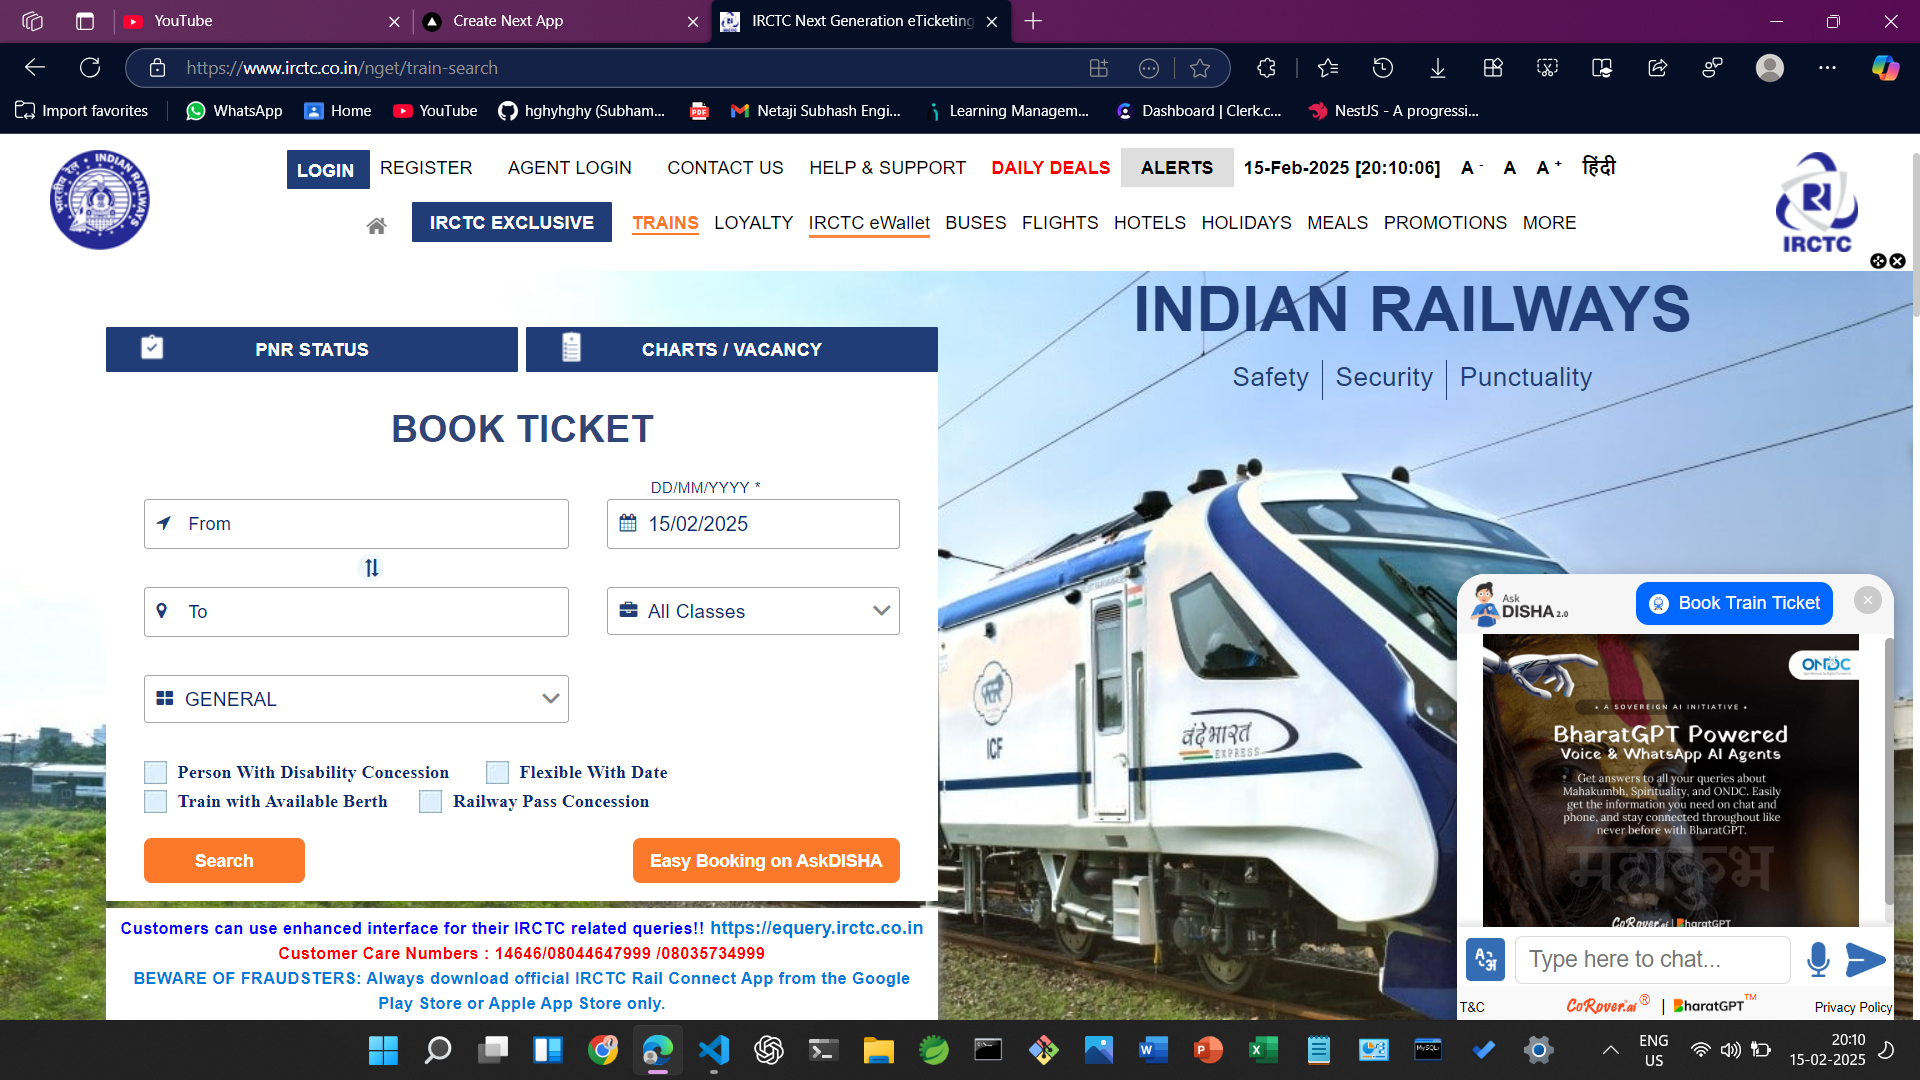 YouTube
Create Next App
IRCTC Next Generation eTicketing
https://www.irctc.co.in/nget/train-search
Import favorites
WhatsApp
Home
YouTube
hghyhghy (Subham...
PDF
Netaji Subhash Engi...
Learning Managem...
Dashboard | Clerk.c...
NestJS - A progressi...
INDIAN RAILWAYS
LOGIN
REGISTER
AGENT LOGIN
CONTACT US
HELP & SUPPORT
DAILY DEALS
ALERTS
15-Feb-2025 [20:10:06]
A -
A
A +
हिंदी
IRCTC EXCLUSIVE
TRAINS
LOYALTY
IRCTC eWallet
BUSES
FLIGHTS
HOTELS
HOLIDAYS
MEALS
PROMOTIONS
MORE
IRCTC
INDIAN RAILWAYS
Safety | Security | Punctuality
PNR STATUS
CHARTS / VACANCY
BOOK TICKET
DD/MM/YYYY *
From
15/02/2025
To
All Classes
GENERAL
Person With Disability Concession
Flexible With Date
Train with Available Berth
Railway Pass Concession
Search
Easy Booking on AskDISHA
Customers can use enhanced interface for their IRCTC related queries!! https://equery.irctc.co.in
Customer Care Numbers : 14646/08044647999 /08035734999
BEWARE OF FRAUDSTERS: Always download official IRCTC Rail Connect App from the Google
Play Store or Apple App Store only.
ICF
वंदे भारत
EXPRESS
Ask
DISHA 2.0
Book Train Ticket
ONDC
• A SOVEREIGN AI INITIATIVE •
BharatGPT Powered
Voice & WhatsApp AI Agents
Get answers to all your queries about
Mahakumbh, Spirituality, and ONDC. Easily
get the information you need on chat and
phone, and stay connected throughout like
never before with BharatGPT.
महाकुंभ
CoRover.ai | BharatGPT
Type here to chat...
T&C
CoRover.ai® | BharatGPT™
Privacy Policy
ENG
US
20:10
15-02-2025